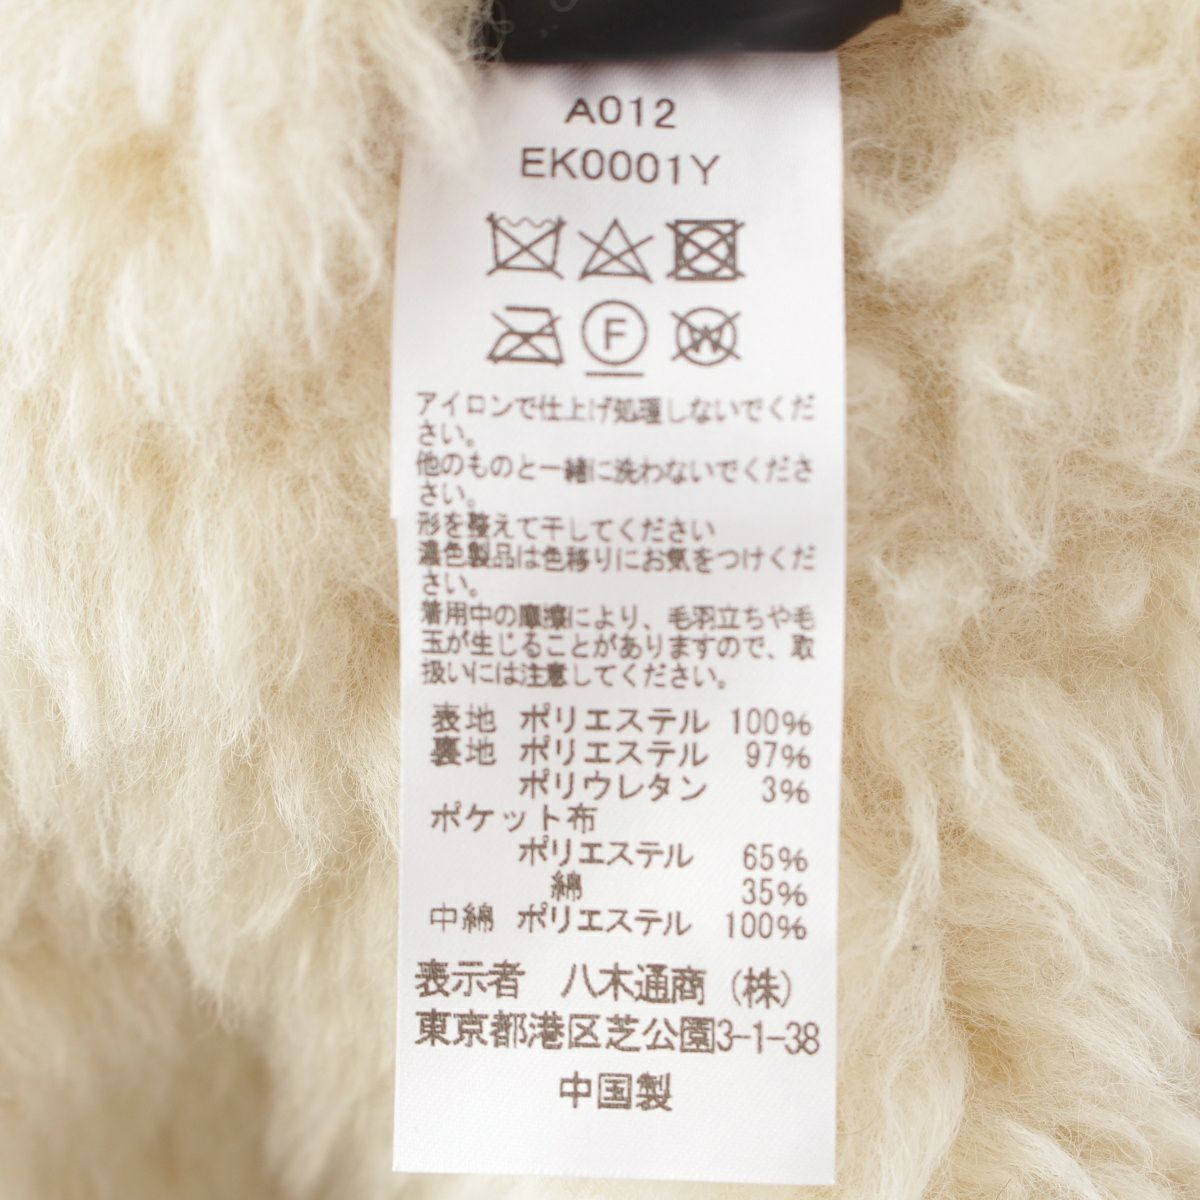 A012
EK0001Y
F
W
アイロンで仕上げ処理しないでくだ
さい。
他のものと一緒に洗わないでくださ
さい。
形を整えて干してください
濃色製品は色移りにお気をつけくだ
さい。
着用中の摩擦により、毛羽立ちや毛
玉が生じることがありますので、取
扱いには注意してください。
表地 ポリエステル 100%
裏地 ポリエステル 97%
ポリウレタン 3%
ポケット布
ポリエステル 65%
綿 35%
中綿 ポリエステル 100%
表示者 八木通商(株)
東京都港区芝公園3-1-38
中国製